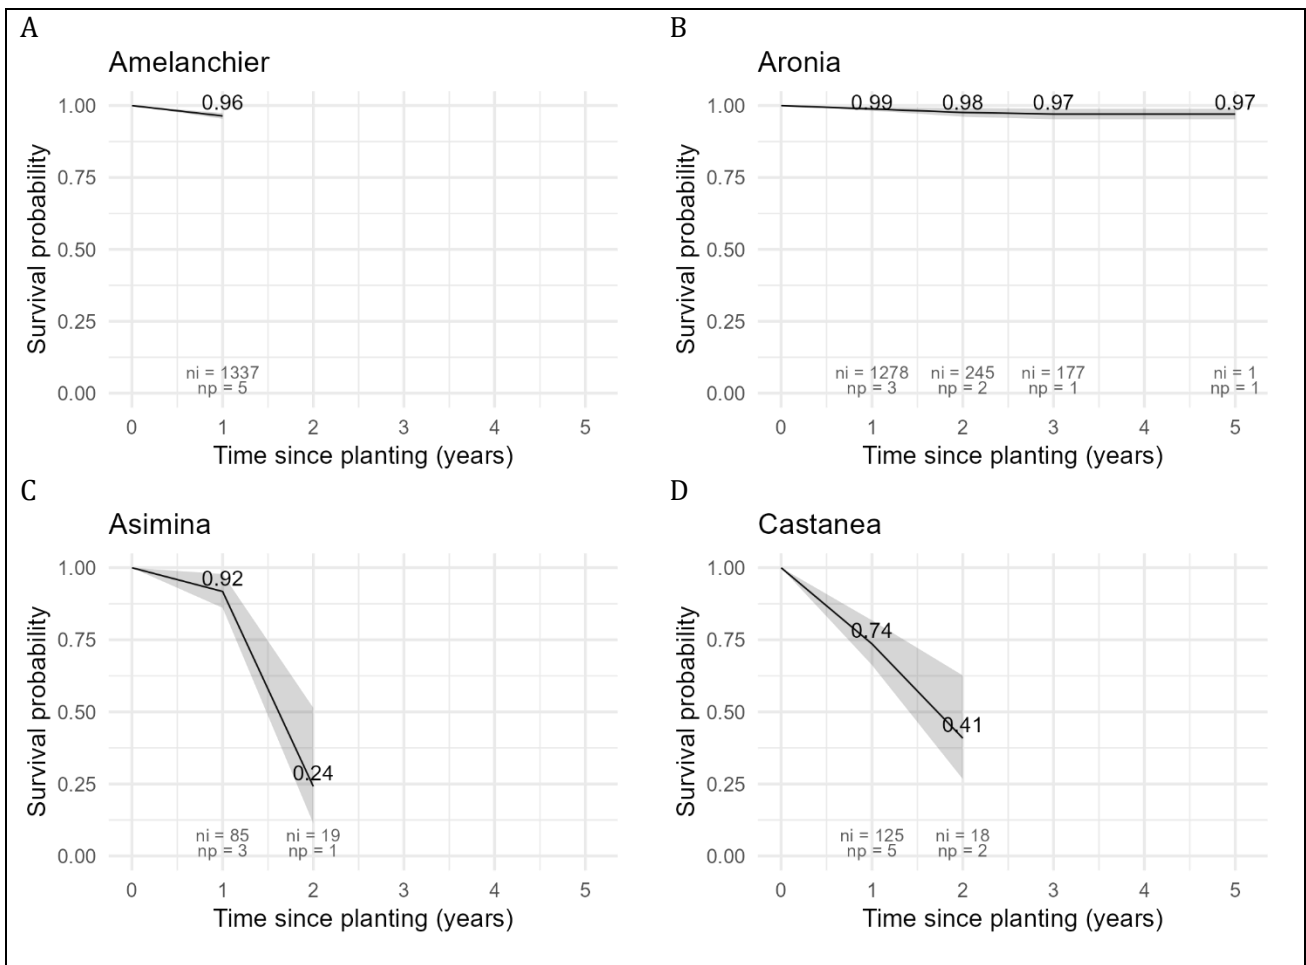 A
Amelanchier
Survival probability
1.00
0.75
0.50
0.25
0.00
0.96
ni = 1337
np = 5
0 1 2 3 4 5
Time since planting (years)
B
Aronia
Survival probability
1.00
0.75
0.50
0.25
0.00
0.99 0.98 0.97 0.97
ni = 1278 ni = 245 ni = 177 ni = 1
np = 3 np = 2 np = 1 np = 1
0 1 2 3 4 5
Time since planting (years)
C
Asimina
Survival probability
1.00
0.75
0.50
0.25
0.00
0.92
0.24
ni = 85 ni = 19
np = 3 np = 1
0 1 2 3 4 5
Time since planting (years)
D
Castanea
Survival probability
1.00
0.75
0.50
0.25
0.00
0.74
0.41
ni = 125 ni = 18
np = 5 np = 2
0 1 2 3 4 5
Time since planting (years)